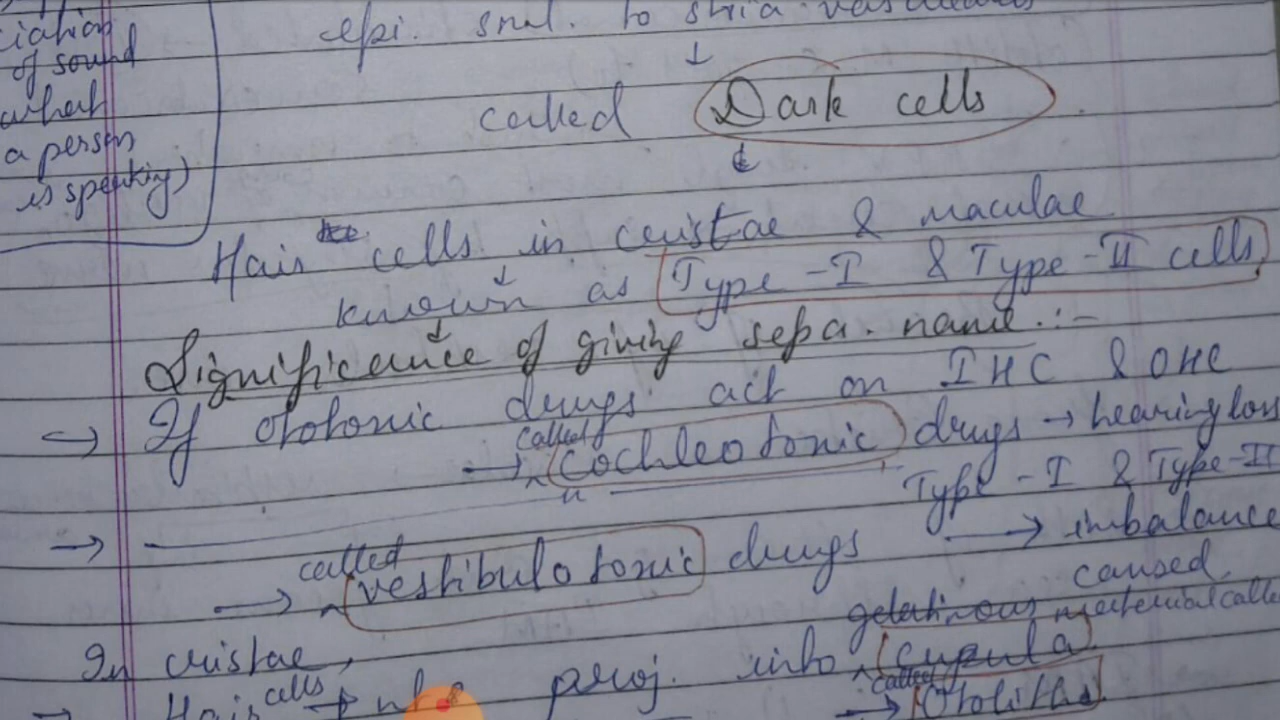 ciation
of sound
what
a person
is speaking)
epi. sml. to stria vascularis
↓
called Dark cells
↓
Hair cells in cristae & maculae
known as Type-I & Type-II cells
Significance of giving sepa. name :-
→ If ototoxic drugs act on IHC & OHC
→ called cochleotoxic drugs → hearing loss
→ ——— " ——— Type-I & Type-II
→ called vestibulotoxic drugs → imbalance
caused
In cristae, proj. into gelatinous material called cupula
→ Hair cells → called Otoliths